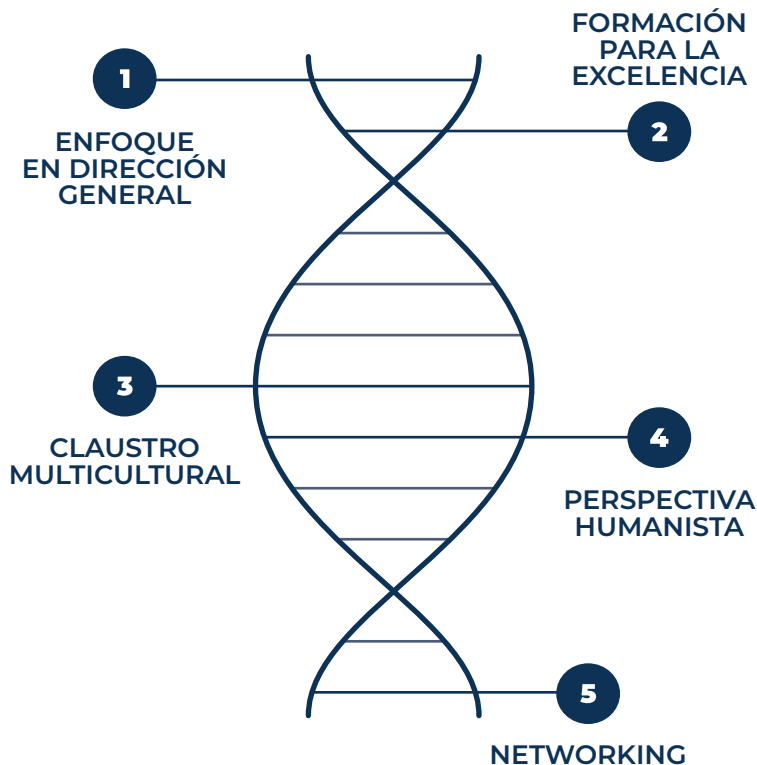 1
ENFOQUE
EN DIRECCIÓN
GENERAL
FORMACIÓN
PARA LA
EXCELENCIA
2
3
CLAUSTRO
MULTICULTURAL
4
PERSPECTIVA
HUMANISTA
5
NETWORKING